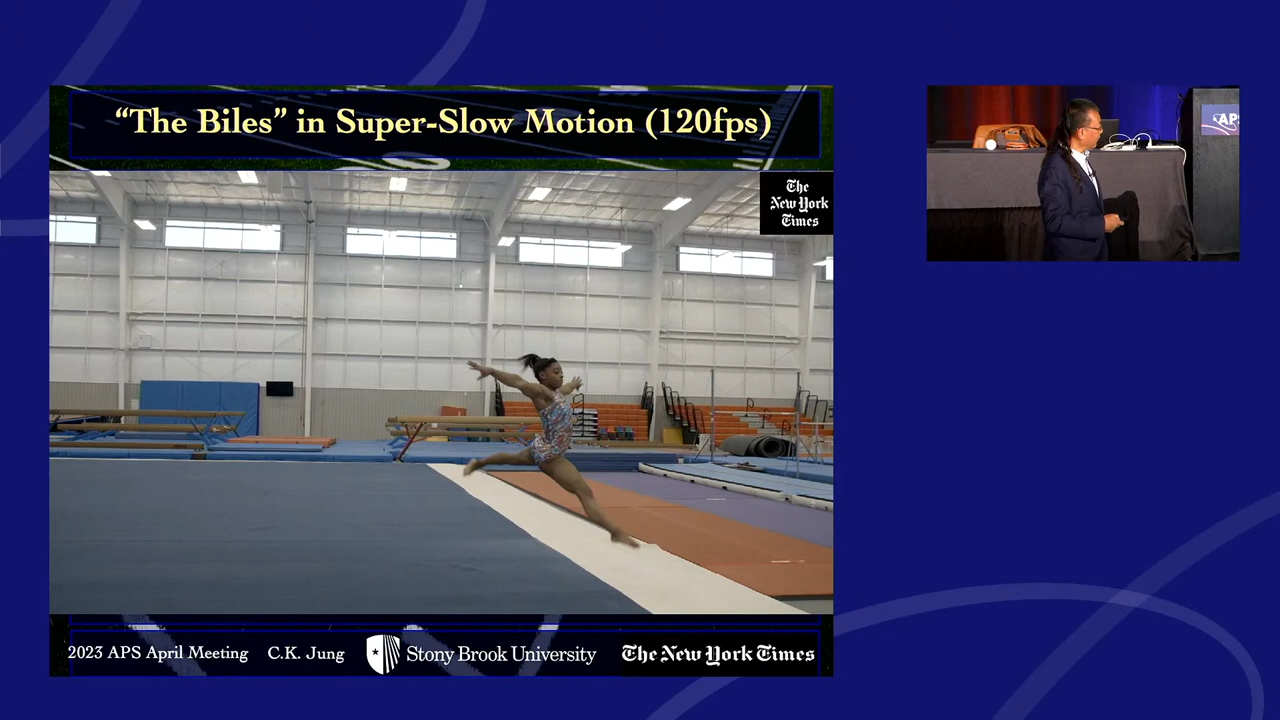 “The Biles” in Super-Slow Motion (120fps)
The
New York
Times
APS
2023 APS April Meeting C.K. Jung Stony Brook University The New York Times